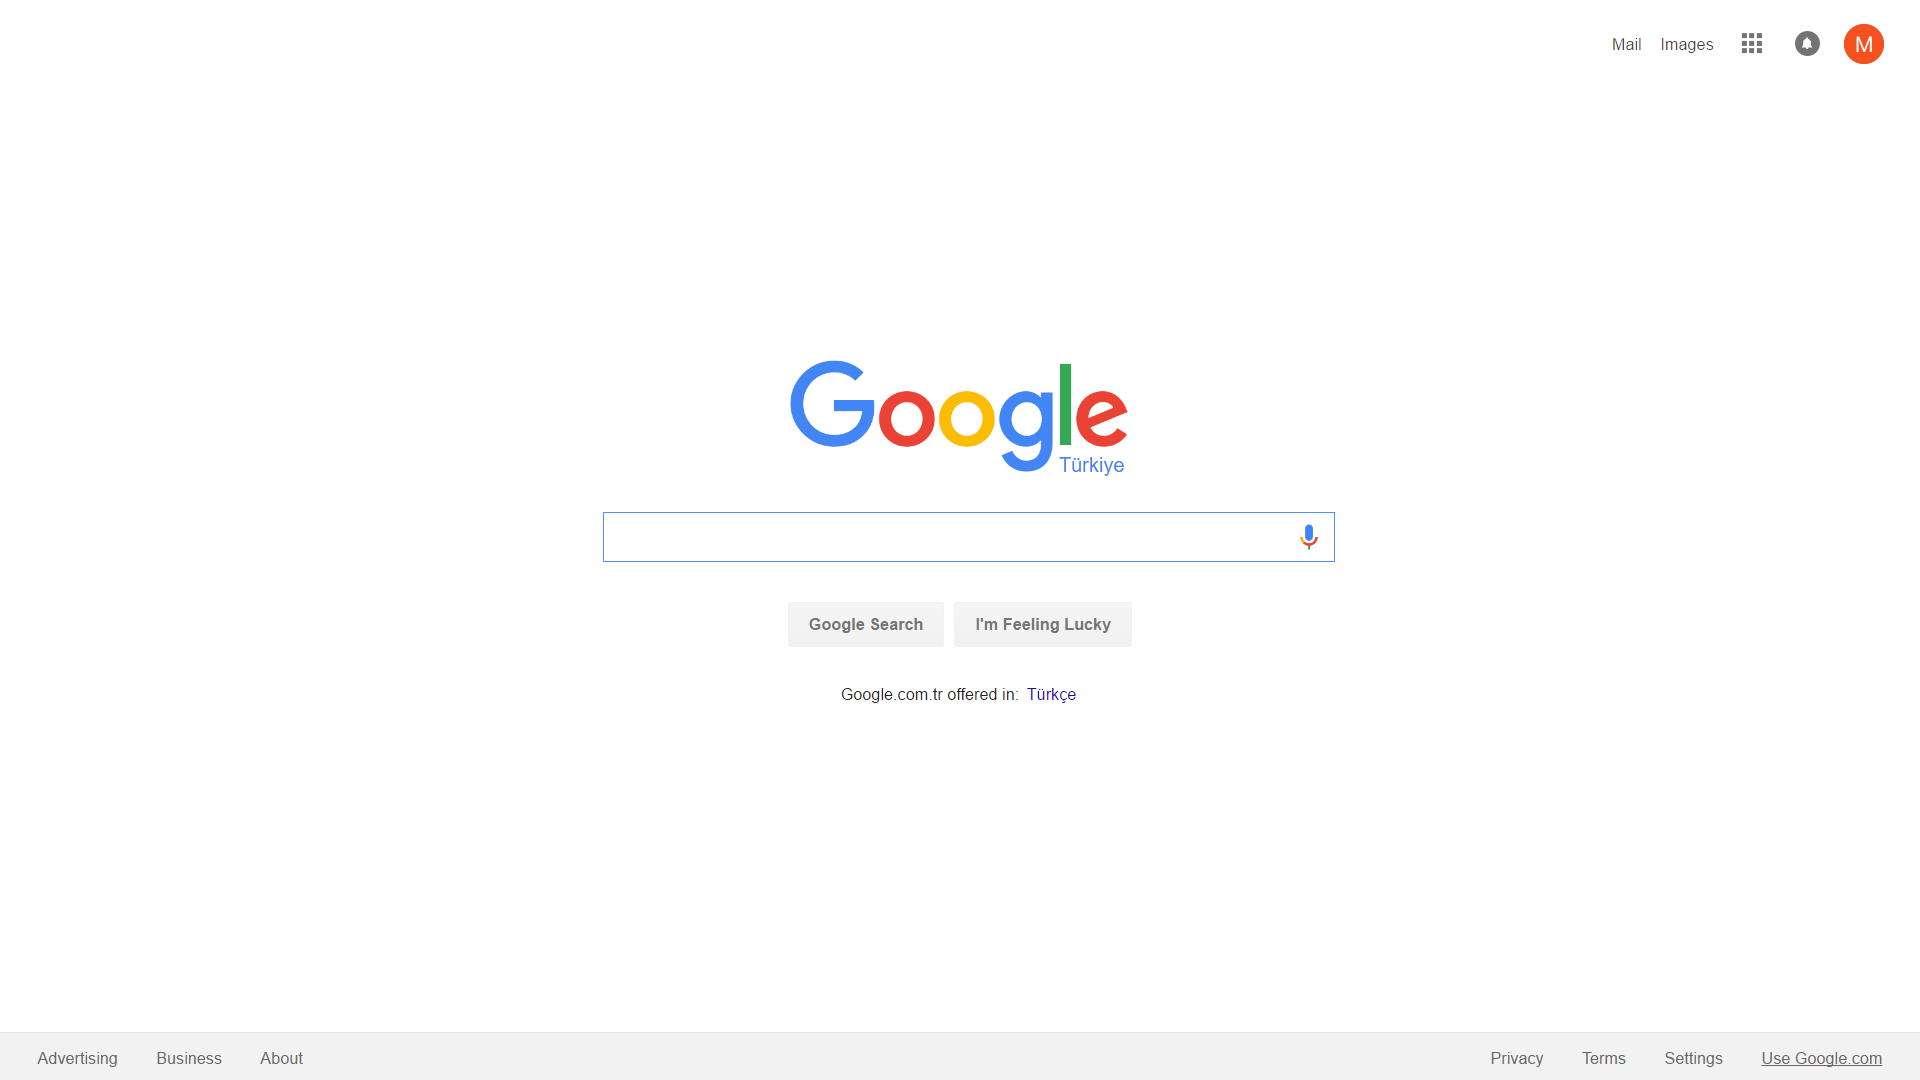 Mail Images M
Google
Türkiye
Google Search I'm Feeling Lucky
Google.com.tr offered in: Türkçe
Advertising Business About Privacy Terms Settings Use Google.com